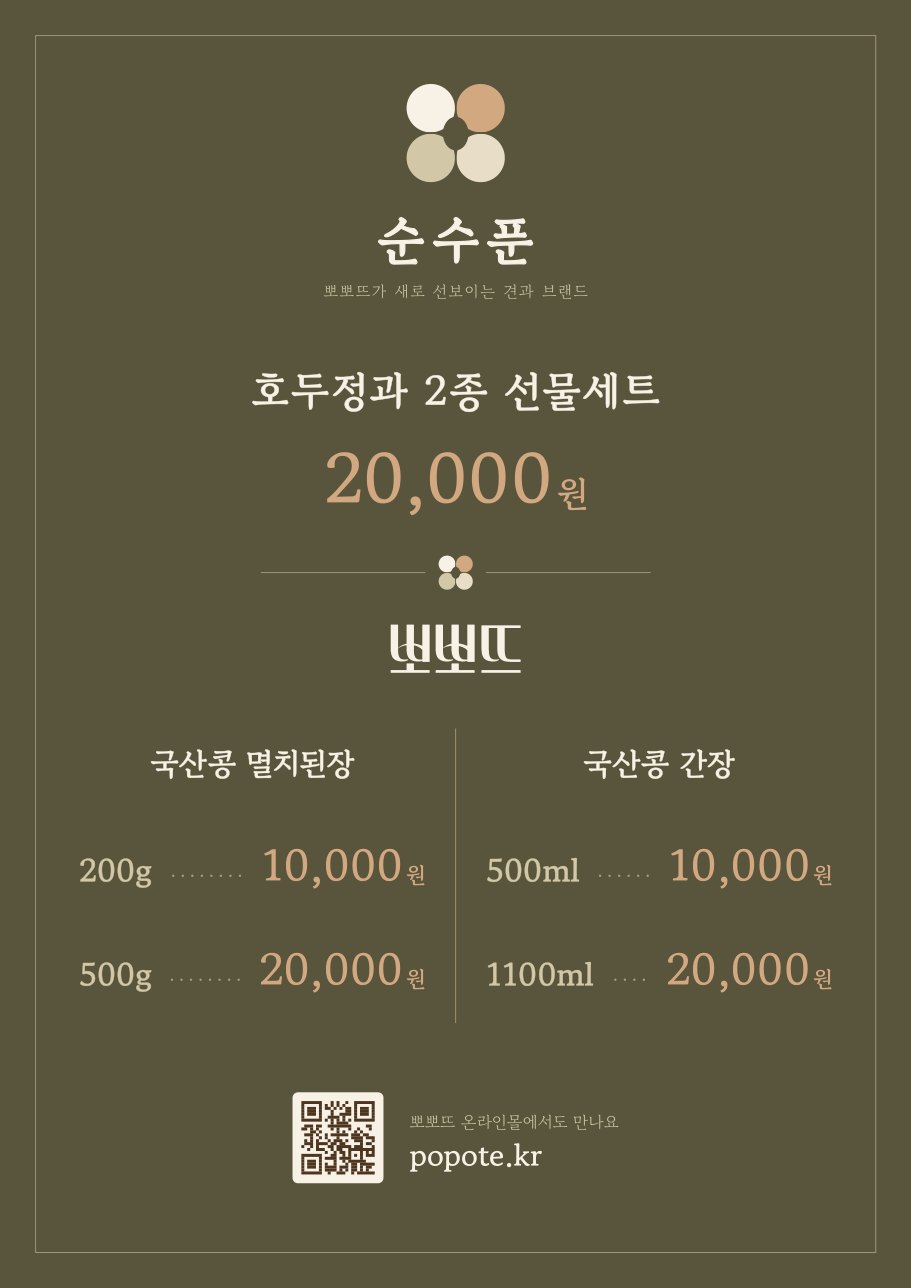 순수푼
뽀뽀뜨가 새로 선보이는 견과 브랜드
호두정과 2종 선물세트
20,000원
뽀뽀뜨
국산콩 멸치된장
200g ........ 10,000원
500g ........ 20,000원
국산콩 간장
500ml ...... 10,000원
1100ml .... 20,000원
뽀뽀뜨 온라인몰에서도 만나요
popote.kr